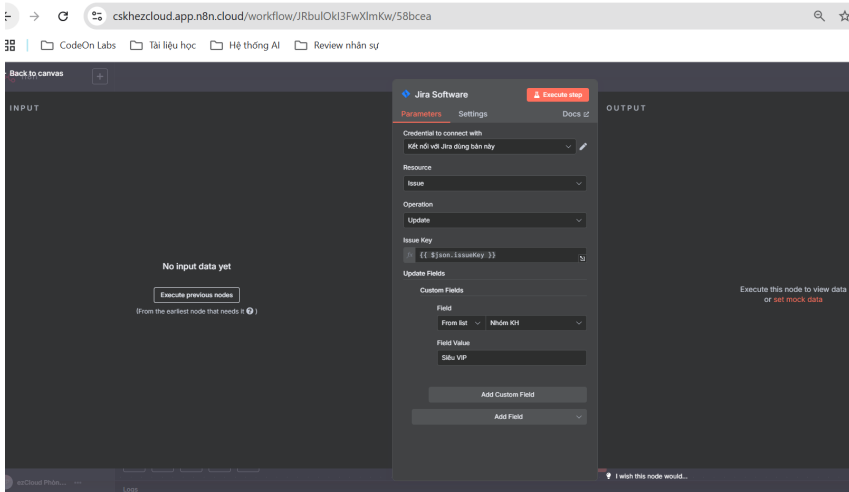 cskhezcloud.app.n8n.cloud/workflow/JRbulOkI3FwXlmKw/58bcea
CodeOn Labs
Tài liệu học
Hệ thống AI
Review nhân sự
Back to canvas
INPUT
Jira Software
Execute step
OUTPUT
Parameters
Settings
Docs
Credential to connect with
Kết nối với Jira dùng bản này
Resource
Issue
Operation
Update
Issue Key
fx {{ $json.issueKey }}
No input data yet
Update Fields
Custom Fields
Execute previous nodes
(From the earliest node that needs it ? )
Execute this node to view data
or set mock data
Field
From list
Nhóm KH
Field Value
Siêu VIP
Add Custom Field
Add Field
I wish this node would...
ezCloud Phòn... ...
Logs